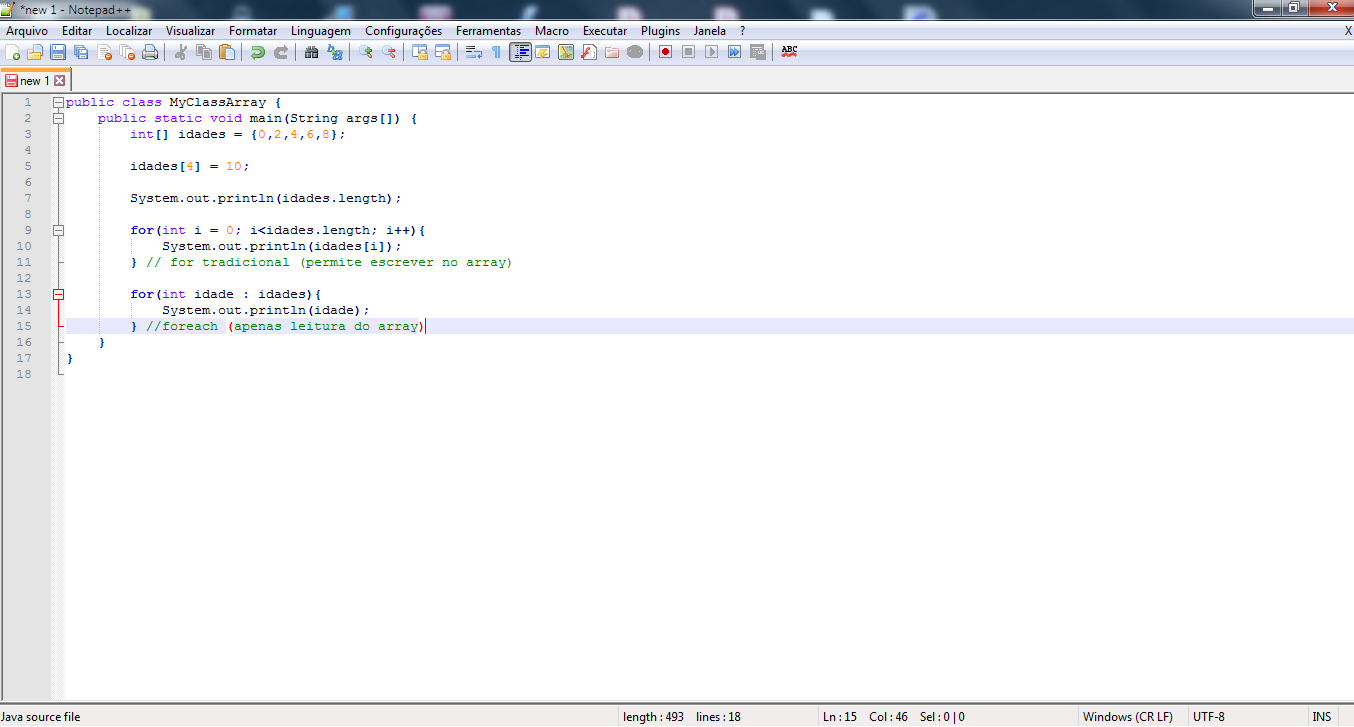 *new 1 - Notepad++
Arquivo Editar Localizar Visualizar Formatar Linguagem Configurações Ferramentas Macro Executar Plugins Janela ? X
ABC
new 1
1 public class MyClassArray {
2 public static void main(String args[]) {
3 int[] idades = {0,2,4,6,8};
4
5 idades[4] = 10;
6
7 System.out.println(idades.length);
8
9 for(int i = 0; i<idades.length; i++){
10 System.out.println(idades[i]);
11 } // for tradicional (permite escrever no array)
12
13 for(int idade : idades){
14 System.out.println(idade);
15 } //foreach (apenas leitura do array)
16 }
17 }
18
Java source file length : 493 lines : 18 Ln : 15 Col : 46 Sel : 0 | 0 Windows (CR LF) UTF-8 INS